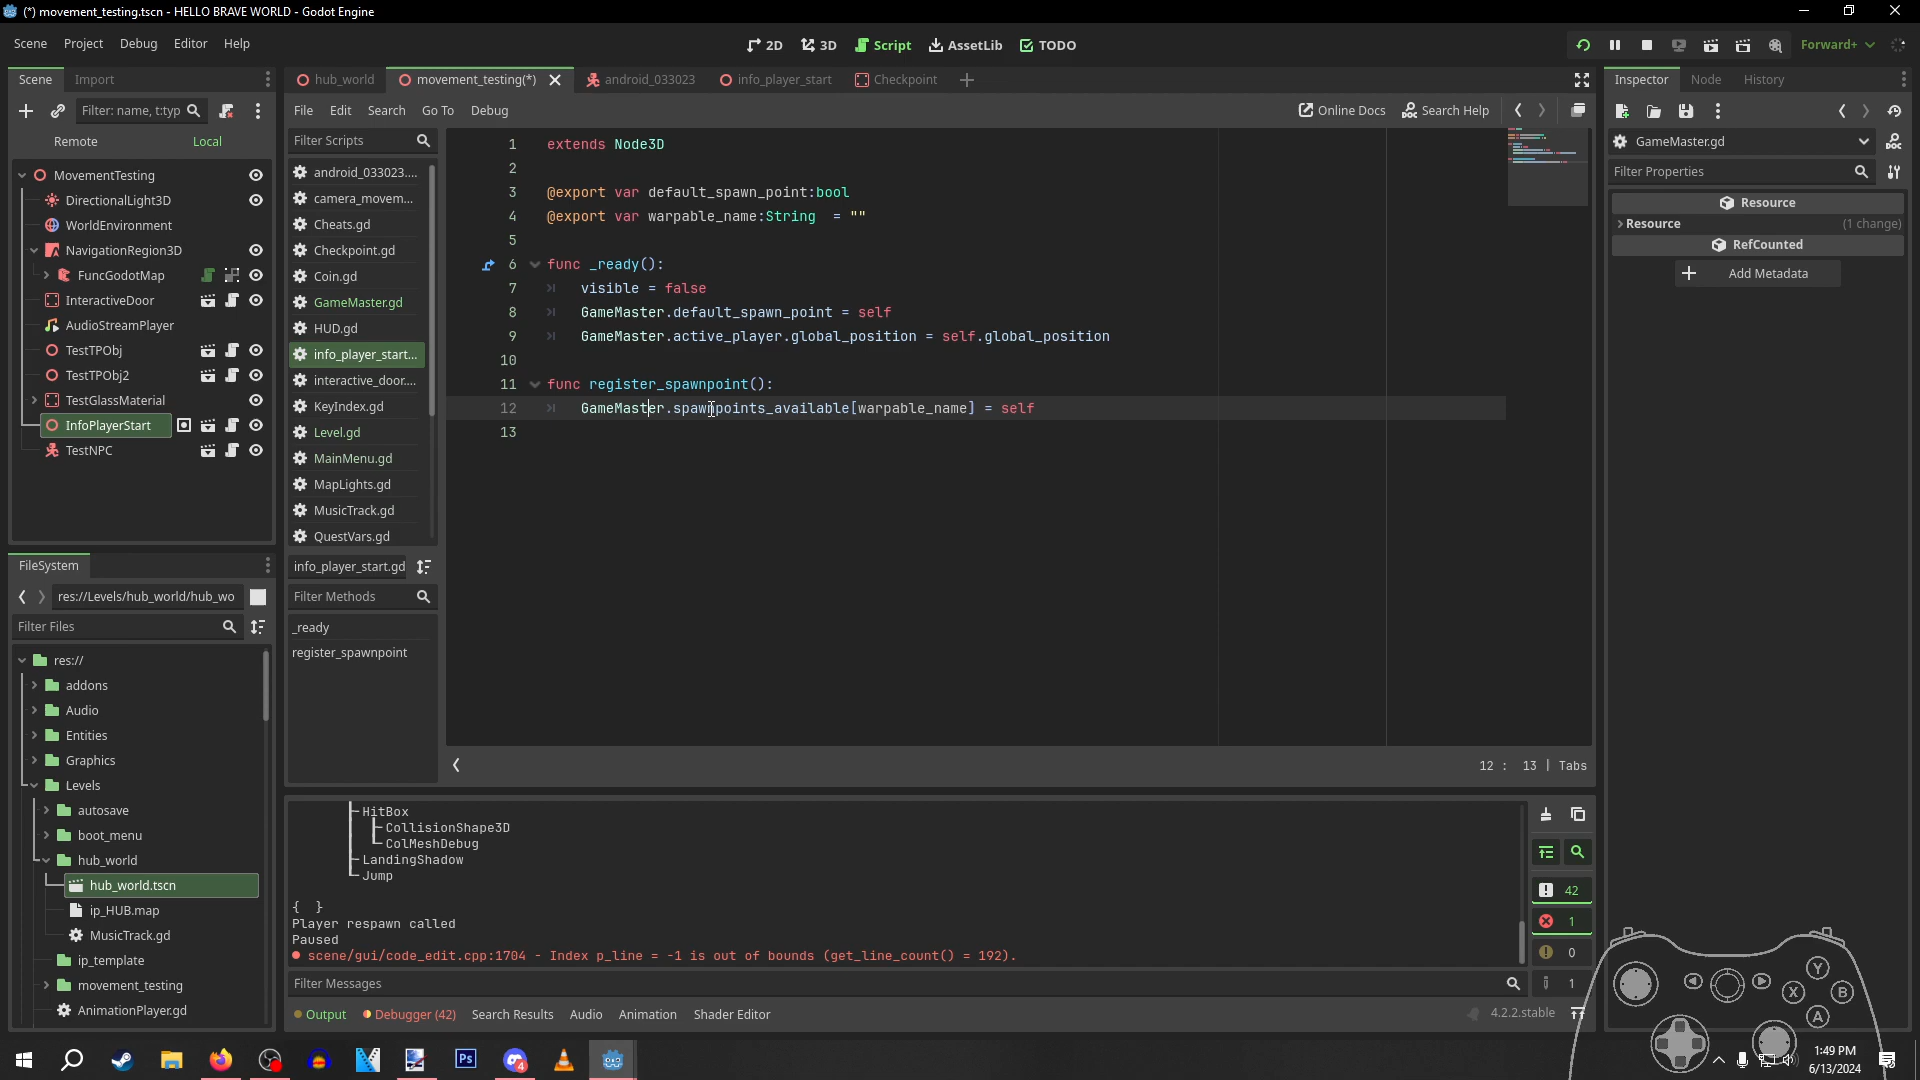 (*) movement_testing.tscn - HELLO BRAVE WORLD - Godot Engine
Scene Project Debug Editor Help
2D 3D Script AssetLib TODO
Forward+
Scene Import
hub_world movement_testing(*) android_033023 info_player_start Checkpoint
Inspector Node History
Filter: name, t:typ
File Edit Search Go To Debug
Online Docs Search Help
Remote Local
Filter Scripts
GameMaster.gd
Filter Properties
Resource
Resource (1 change)
RefCounted
Add Metadata
MovementTesting
DirectionalLight3D
WorldEnvironment
NavigationRegion3D
FuncGodotMap
InteractiveDoor
AudioStreamPlayer
TestTPObj
TestTPObj2
TestGlassMaterial
InfoPlayerStart
TestNPC
android_033023....
camera_movem...
Cheats.gd
Checkpoint.gd
Coin.gd
GameMaster.gd
HUD.gd
info_player_start...
interactive_door....
KeyIndex.gd
Level.gd
MainMenu.gd
MapLights.gd
MusicTrack.gd
QuestVars.gd
info_player_start.gd
Filter Methods
_ready
register_spawnpoint
1 extends Node3D
2
3 @export var default_spawn_point:bool
4 @export var warpable_name:String = ""
5
6 func _ready():
7 visible = false
8 GameMaster.default_spawn_point = self
9 GameMaster.active_player.global_position = self.global_position
10
11 func register_spawnpoint():
12 GameMaster.spawnpoints_available[warpable_name] = self
13
12 : 13 | Tabs
FileSystem
res://Levels/hub_world/hub_wo
Filter Files
res://
addons
Audio
Entities
Graphics
Levels
autosave
boot_menu
hub_world
hub_world.tscn
ip_HUB.map
MusicTrack.gd
ip_template
movement_testing
AnimationPlayer.gd
HitBox
CollisionShape3D
ColMeshDebug
LandingShadow
Jump
{ }
Player respawn called
Paused
scene/gui/code_edit.cpp:1704 - Index p_line = -1 is out of bounds (get_line_count() = 192).
Filter Messages
42
1
0
1
Output Debugger (42) Search Results Audio Animation Shader Editor
4.2.2.stable
Y
X B
A
4
1:49 PM
6/13/2024